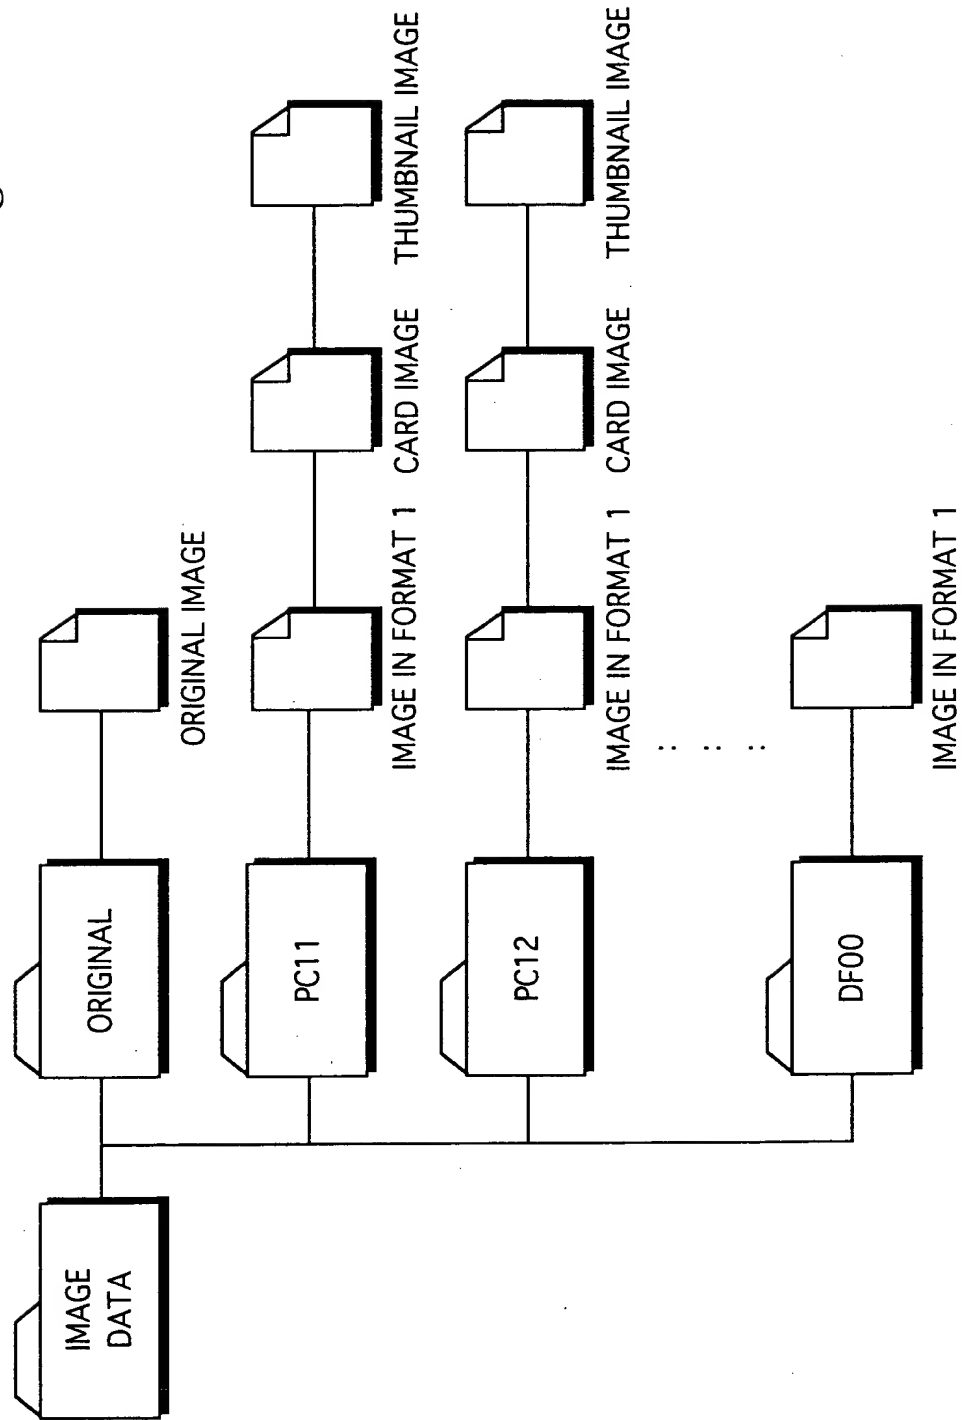 IMAGE
DATA
ORIGINAL
ORIGINAL IMAGE
PC11
IMAGE IN FORMAT 1
CARD IMAGE
THUMBNAIL IMAGE
PC12
IMAGE IN FORMAT 1
CARD IMAGE
THUMBNAIL IMAGE
DF00
IMAGE IN FORMAT 1